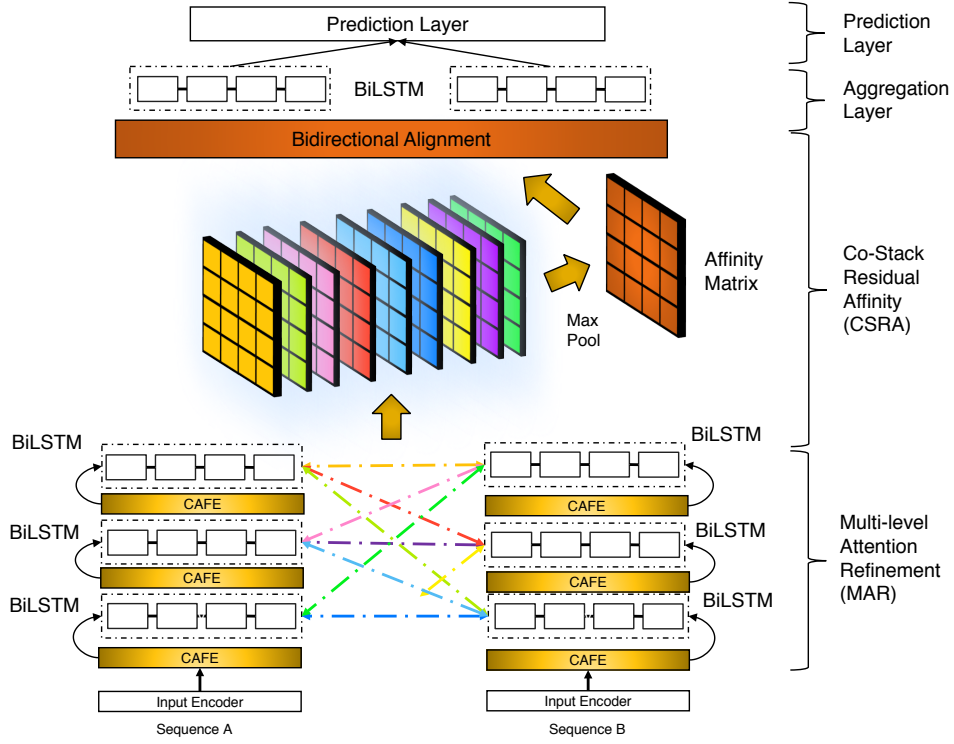 Prediction Layer
Prediction
Layer
BiLSTM
Aggregation
Layer
Bidirectional Alignment
Affinity
Matrix
Max
Pool
Co-Stack
Residual
Affinity
(CSRA)
BiLSTM
BiLSTM
CAFE
CAFE
BiLSTM
BiLSTM
CAFE
CAFE
Multi-level
Attention
Refinement
(MAR)
BiLSTM
BiLSTM
CAFE
CAFE
Input Encoder
Input Encoder
Sequence A
Sequence B